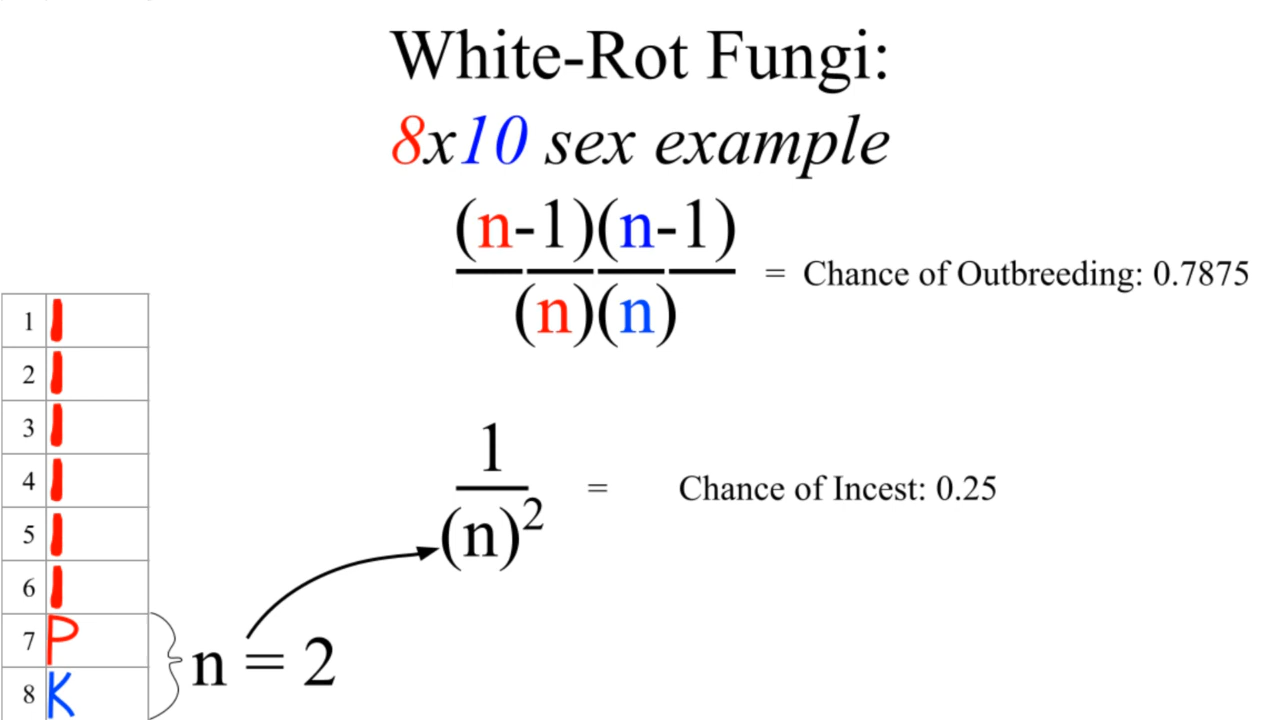 White-Rot Fungi:
8x10 sex example
(n-1)(n-1)
(n)(n)
= Chance of Outbreeding: 0.7875
1
(n)²
= Chance of Incest: 0.25
1 I
2 I
3 I
4 I
5 I
6 I
7 P
8 K
n = 2